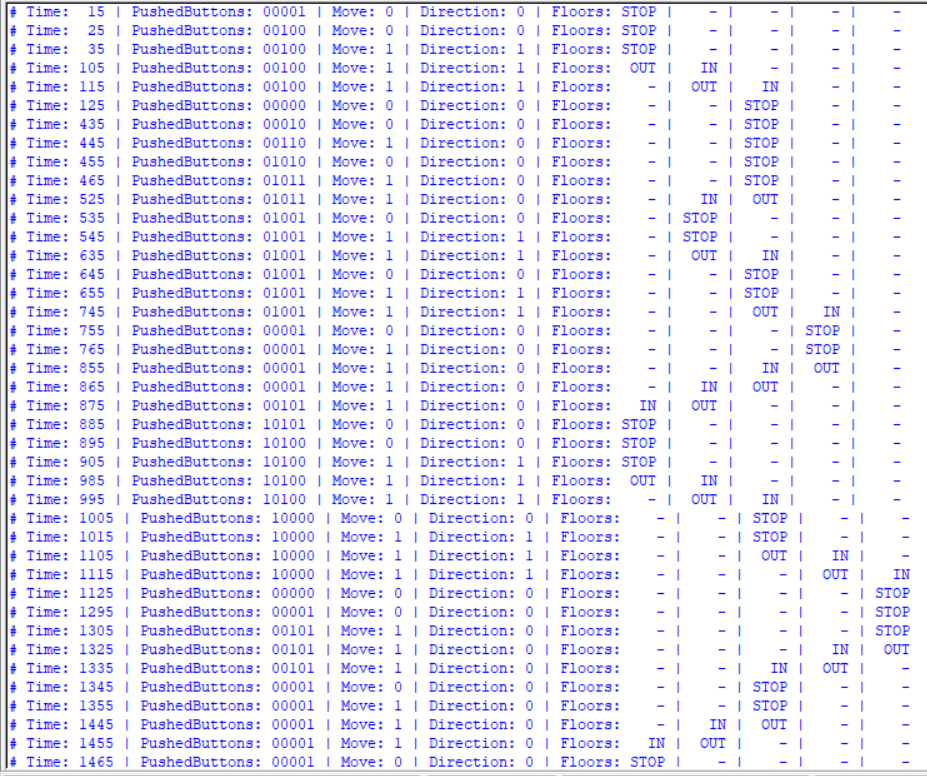 # Time:  15 | PushedButtons: 00001 | Move: 0 | Direction: 0 | Floors: STOP |    - |    - |    - |    -
# Time:  25 | PushedButtons: 00100 | Move: 0 | Direction: 0 | Floors: STOP |    - |    - |    - |    -
# Time:  35 | PushedButtons: 00100 | Move: 1 | Direction: 1 | Floors: STOP |    - |    - |    - |    -
# Time: 105 | PushedButtons: 00100 | Move: 1 | Direction: 1 | Floors:  OUT |   IN |    - |    - |    -
# Time: 115 | PushedButtons: 00100 | Move: 1 | Direction: 1 | Floors:    - |  OUT |   IN |    - |    -
# Time: 125 | PushedButtons: 00000 | Move: 0 | Direction: 0 | Floors:    - |    - | STOP |    - |    -
# Time: 435 | PushedButtons: 00010 | Move: 0 | Direction: 0 | Floors:    - |    - | STOP |    - |    -
# Time: 445 | PushedButtons: 00110 | Move: 1 | Direction: 0 | Floors:    - |    - | STOP |    - |    -
# Time: 455 | PushedButtons: 01010 | Move: 0 | Direction: 0 | Floors:    - |    - | STOP |    - |    -
# Time: 465 | PushedButtons: 01011 | Move: 1 | Direction: 0 | Floors:    - |    - | STOP |    - |    -
# Time: 525 | PushedButtons: 01011 | Move: 1 | Direction: 0 | Floors:    - |   IN |  OUT |    - |    -
# Time: 535 | PushedButtons: 01001 | Move: 0 | Direction: 0 | Floors:    - | STOP |    - |    - |    -
# Time: 545 | PushedButtons: 01001 | Move: 1 | Direction: 1 | Floors:    - | STOP |    - |    - |    -
# Time: 635 | PushedButtons: 01001 | Move: 1 | Direction: 1 | Floors:    - |  OUT |   IN |    - |    -
# Time: 645 | PushedButtons: 01001 | Move: 0 | Direction: 0 | Floors:    - |    - | STOP |    - |    -
# Time: 655 | PushedButtons: 01001 | Move: 1 | Direction: 1 | Floors:    - |    - | STOP |    - |    -
# Time: 745 | PushedButtons: 01001 | Move: 1 | Direction: 1 | Floors:    - |    - |  OUT |   IN |    -
# Time: 755 | PushedButtons: 00001 | Move: 0 | Direction: 0 | Floors:    - |    - |    - | STOP |    -
# Time: 765 | PushedButtons: 00001 | Move: 1 | Direction: 0 | Floors:    - |    - |    - | STOP |    -
# Time: 855 | PushedButtons: 00001 | Move: 1 | Direction: 0 | Floors:    - |    - |   IN |  OUT |    -
# Time: 865 | PushedButtons: 00001 | Move: 1 | Direction: 0 | Floors:    - |   IN |  OUT |    - |    -
# Time: 875 | PushedButtons: 00101 | Move: 1 | Direction: 0 | Floors:   IN |  OUT |    - |    - |    -
# Time: 885 | PushedButtons: 10101 | Move: 0 | Direction: 0 | Floors: STOP |    - |    - |    - |    -
# Time: 895 | PushedButtons: 10100 | Move: 0 | Direction: 0 | Floors: STOP |    - |    - |    - |    -
# Time: 905 | PushedButtons: 10100 | Move: 1 | Direction: 1 | Floors: STOP |    - |    - |    - |    -
# Time: 985 | PushedButtons: 10100 | Move: 1 | Direction: 1 | Floors:  OUT |   IN |    - |    - |    -
# Time: 995 | PushedButtons: 10100 | Move: 1 | Direction: 1 | Floors:    - |  OUT |   IN |    - |    -
# Time: 1005 | PushedButtons: 10000 | Move: 0 | Direction: 0 | Floors:    - |    - | STOP |    - |    -
# Time: 1015 | PushedButtons: 10000 | Move: 1 | Direction: 1 | Floors:    - |    - | STOP |    - |    -
# Time: 1105 | PushedButtons: 10000 | Move: 1 | Direction: 1 | Floors:    - |    - |  OUT |   IN |    -
# Time: 1115 | PushedButtons: 10000 | Move: 1 | Direction: 1 | Floors:    - |    - |    - |  OUT |   IN
# Time: 1125 | PushedButtons: 00000 | Move: 0 | Direction: 0 | Floors:    - |    - |    - |    - | STOP
# Time: 1295 | PushedButtons: 00001 | Move: 0 | Direction: 0 | Floors:    - |    - |    - |    - | STOP
# Time: 1305 | PushedButtons: 00101 | Move: 1 | Direction: 0 | Floors:    - |    - |    - |    - | STOP
# Time: 1325 | PushedButtons: 00101 | Move: 1 | Direction: 0 | Floors:    - |    - |    - |   IN |  OUT
# Time: 1335 | PushedButtons: 00101 | Move: 1 | Direction: 0 | Floors:    - |    - |   IN |  OUT |    -
# Time: 1345 | PushedButtons: 00001 | Move: 0 | Direction: 0 | Floors:    - |    - | STOP |    - |    -
# Time: 1355 | PushedButtons: 00001 | Move: 1 | Direction: 0 | Floors:    - |    - | STOP |    - |    -
# Time: 1445 | PushedButtons: 00001 | Move: 1 | Direction: 0 | Floors:    - |   IN |  OUT |    - |    -
# Time: 1455 | PushedButtons: 00001 | Move: 1 | Direction: 0 | Floors:   IN |  OUT |    - |    - |    -
# Time: 1465 | PushedButtons: 00001 | Move: 0 | Direction: 0 | Floors: STOP |    - |    - |    - |    -